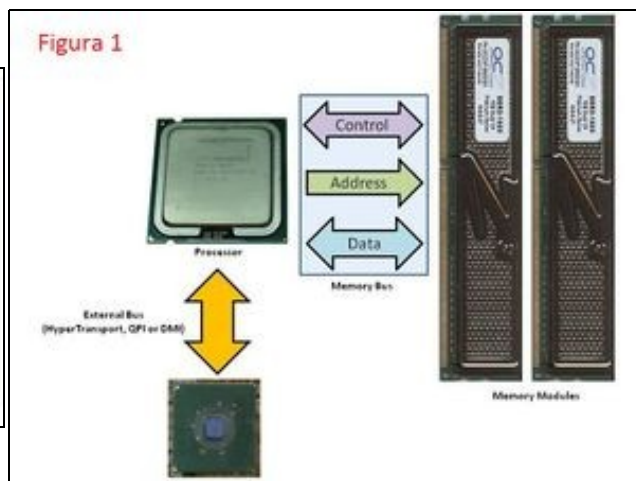 Figura 1
Control
Address
Data
Processor
Memory Bus
External Bus
(HyperTransport, QPI or DMI)
Memory Modules